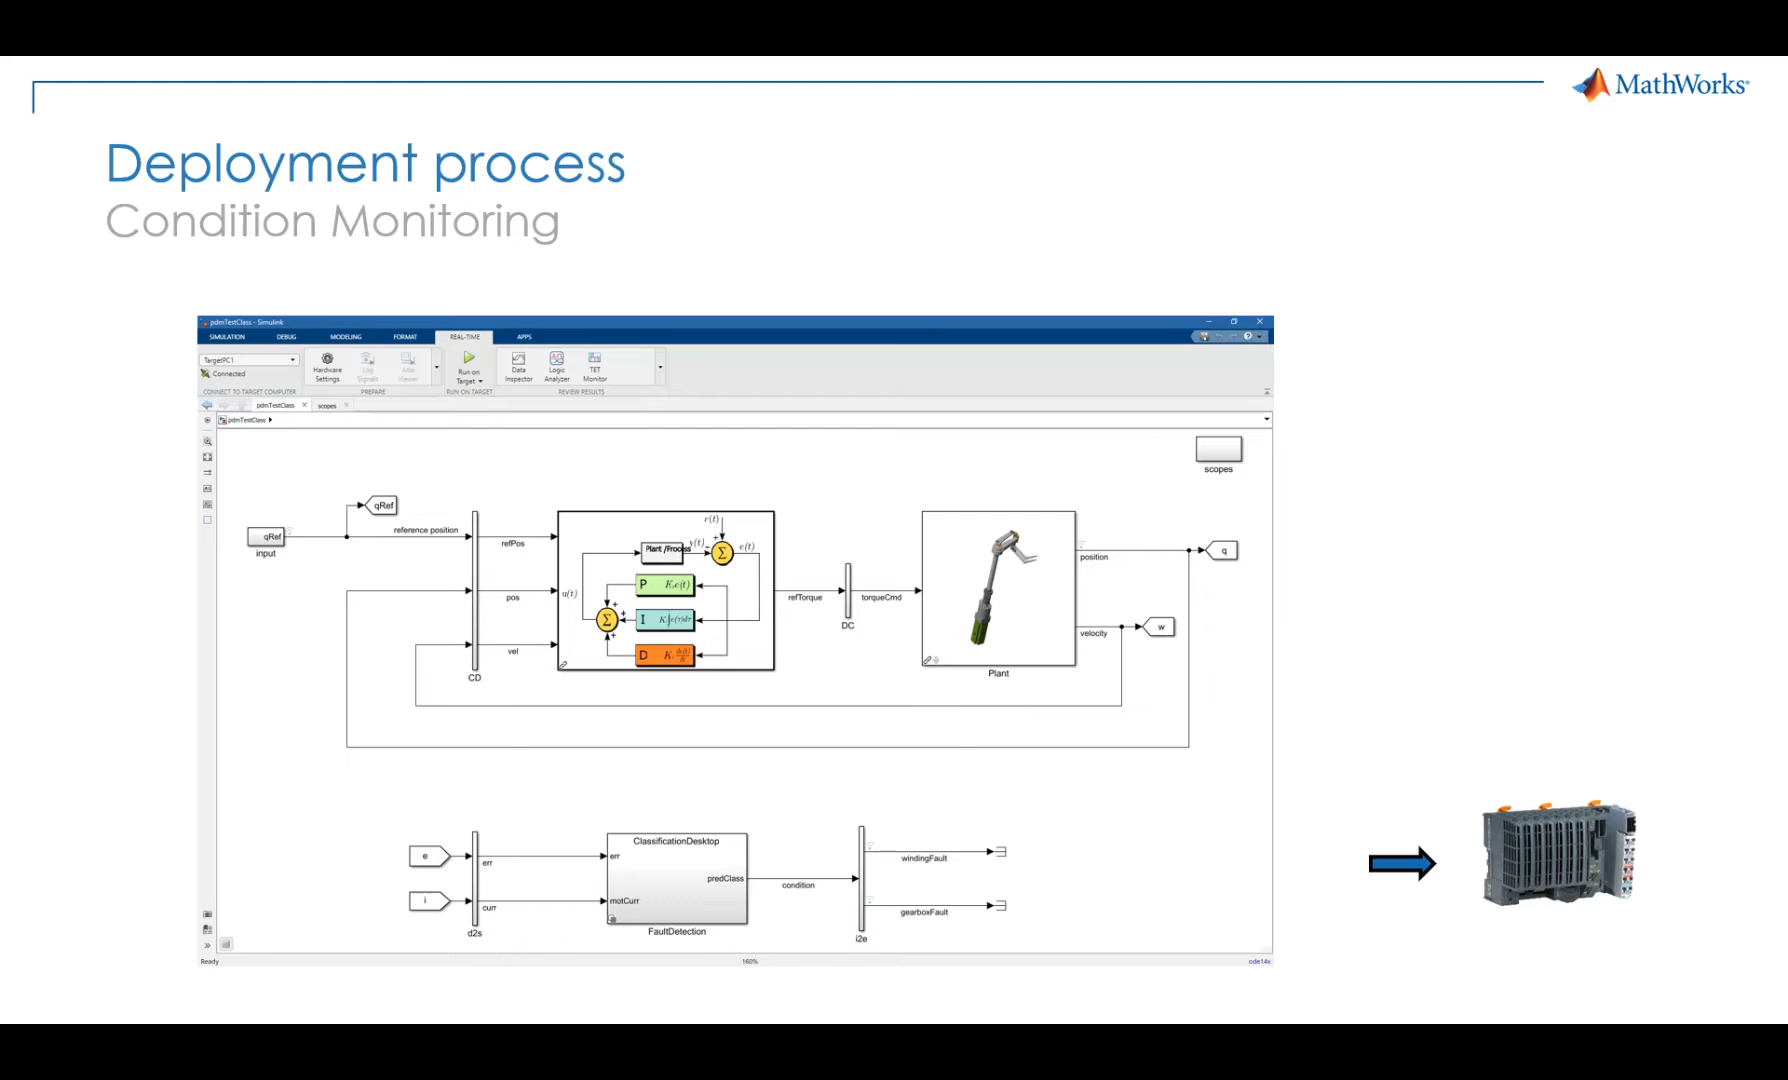 MathWorks®
Deployment process
Condition Monitoring
pdmTestClass - Simulink
SIMULATION DEBUG MODELING FORMAT REAL-TIME APPS
TargetPC1
Connected
Hardware Settings
Log Signals
Run on Target
Data Inspector
Logic Analyzer
TET Monitor
CONNECT TO TARGET COMPUTER PREPARE RUN ON TARGET REVIEW RESULTS
pdmTestClass scopes
pdmTestClass
scopes
qRef
qRef
input
reference position
refPos
pos
vel
CD
r(t)
Plant /Process
y(t)
e(t)
Σ
u(t)
P
Σ
I
D
refTorque
DC
torqueCmd
Plant
position
q
velocity
w
e
err
i
curr
d2s
ClassificationDesktop
err
predClass
motCurr
FaultDetection
condition
windingFault
gearboxFault
i2e
Ready 160% ode14x